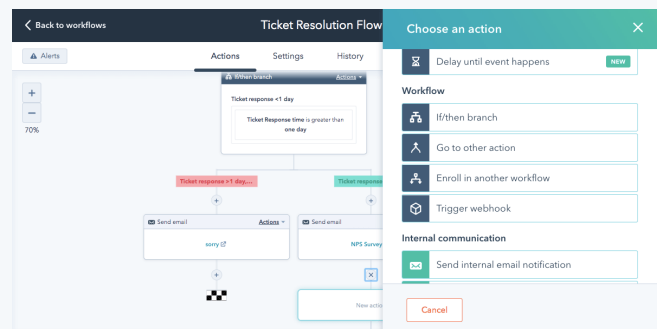 Back to workflows
Ticket Resolution Flow
Alerts
Actions
Settings
History
70%
If/then branch
Actions
Ticket response <1 day
Ticket Response time is greater than
one day
Ticket response >1 day,...
Ticket response
Send email
Actions
sorry
Send email
NPS Survey
New actio
Choose an action
Delay until event happens
NEW
Workflow
If/then branch
Go to other action
Enroll in another workflow
Trigger webhook
Internal communication
Send internal email notification
Cancel